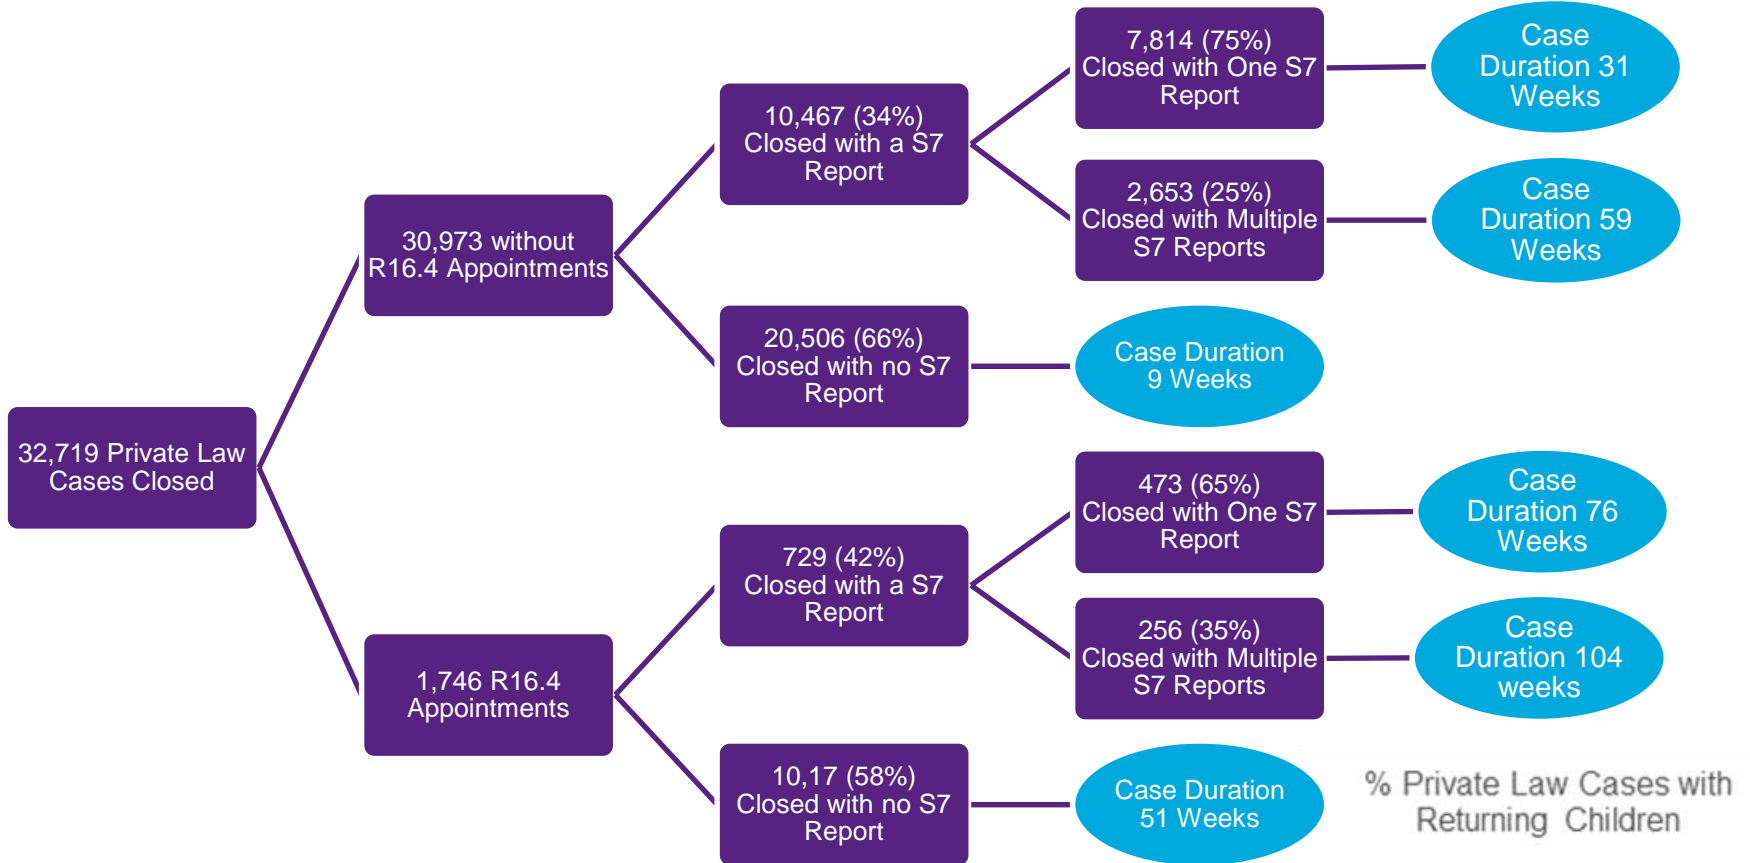 32,719 Private Law
Cases Closed
30,973 without
R16.4 Appointments
10,467 (34%)
Closed with a S7
Report
7,814 (75%)
Closed with One S7
Report
Case
Duration 31
Weeks
2,653 (25%)
Closed with Multiple
S7 Reports
Case
Duration 59
Weeks
20,506 (66%)
Closed with no S7
Report
Case Duration
9 Weeks
1,746 R16.4
Appointments
729 (42%)
Closed with a S7
Report
473 (65%)
Closed with One S7
Report
Case
Duration 76
Weeks
256 (35%)
Closed with Multiple
S7 Reports
Case
Duration 104
weeks
10,17 (58%)
Closed with no S7
Report
Case Duration
51 Weeks
% Private Law Cases with
Returning Children